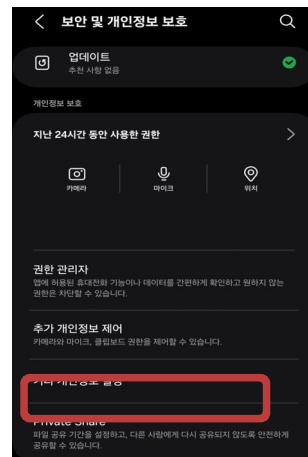 보안 및 개인정보 보호
업데이트
추천 사항 없음
개인정보 보호
지난 24시간 동안 사용한 권한
카메라
마이크
위치
권한 관리자
앱에 허용된 휴대전화 기능이나 데이터를 간편하게 확인하고 원하지 않는
권한은 차단할 수 있습니다.
추가 개인정보 제어
카메라와 마이크, 클립보드 권한을 제어할 수 있습니다.
기타 개인정보 설정
Private Share
파일 공유 기간을 설정하고, 다른 사람에게 다시 공유되지 않도록 안전하게
공유할 수 있습니다.